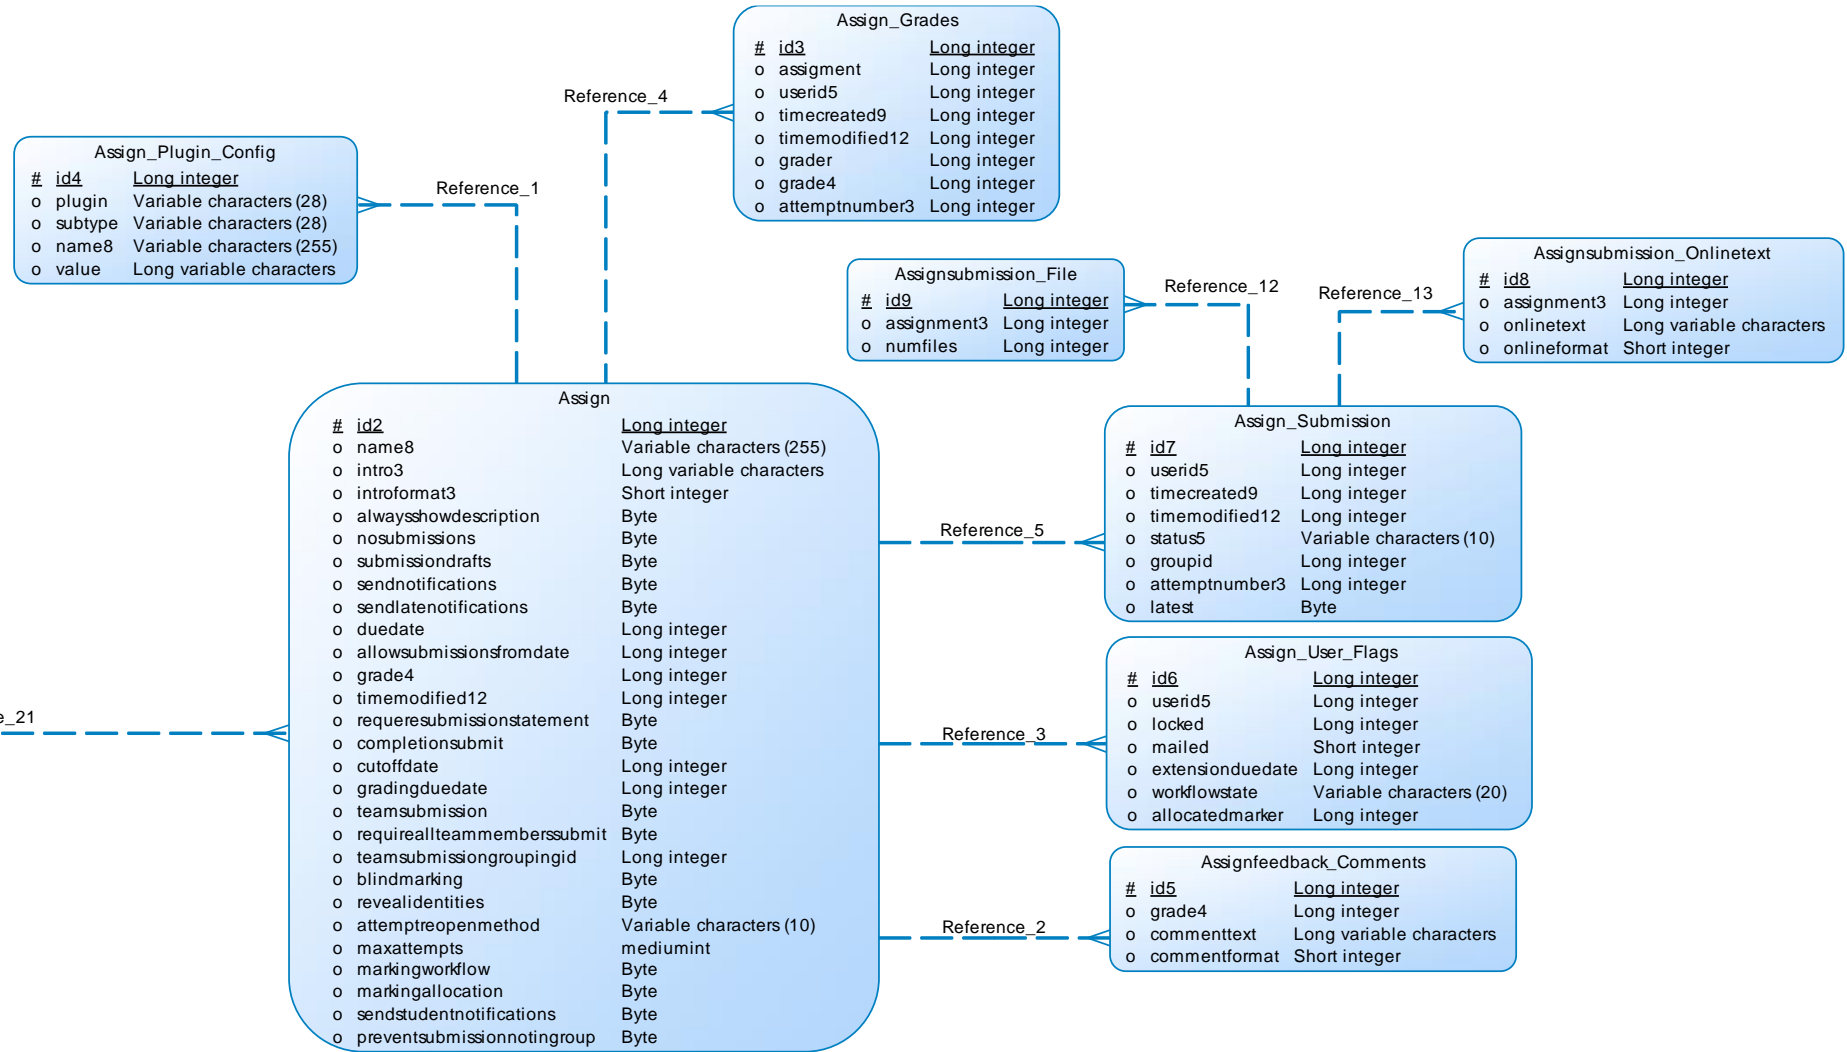 Assign_Grades
# id3 Long integer
o assigment Long integer
o userid5 Long integer
o timecreated9 Long integer
o timemodified12 Long integer
o grader Long integer
o grade4 Long integer
o attemptnumber3 Long integer
Reference_4
Assign_Plugin_Config
# id4 Long integer
o plugin Variable characters (28)
o subtype Variable characters (28)
o name8 Variable characters (255)
o value Long variable characters
Reference_1
Assignsubmission_File
# id9 Long integer
o assignment3 Long integer
o numfiles Long integer
Reference_12
Reference_13
Assignsubmission_Onlinetext
# id8 Long integer
o assignment3 Long integer
o onlinetext Long variable characters
o onlineformat Short integer
Assign
# id2 Long integer
o name8 Variable characters (255)
o intro3 Long variable characters
o introformat3 Short integer
o alwaysshowdescription Byte
o nosubmissions Byte
o submissiondrafts Byte
o sendnotifications Byte
o sendlatenotifications Byte
o duedate Long integer
o allowsubmissionsfromdate Long integer
o grade4 Long integer
o timemodified12 Long integer
o requeresubmissionstatement Byte
o completionsubmit Byte
o cutoffdate Long integer
o gradingduedate Long integer
o teamsubmission Byte
o requireallteammemberssubmit Byte
o teamsubmissiongroupingid Long integer
o blindmarking Byte
o revealidentities Byte
o attemptreopenmethod Variable characters (10)
o maxattempts mediumint
o markingworkflow Byte
o markingallocation Byte
o sendstudentnotifications Byte
o preventsubmissionnotingroup Byte
e_21
Reference_5
Assign_Submission
# id7 Long integer
o userid5 Long integer
o timecreated9 Long integer
o timemodified12 Long integer
o status5 Variable characters (10)
o groupid Long integer
o attemptnumber3 Long integer
o latest Byte
Reference_3
Assign_User_Flags
# id6 Long integer
o userid5 Long integer
o locked Long integer
o mailed Short integer
o extensionduedate Long integer
o workflowstate Variable characters (20)
o allocatedmarker Long integer
Reference_2
Assignfeedback_Comments
# id5 Long integer
o grade4 Long integer
o commenttext Long variable characters
o commentformat Short integer